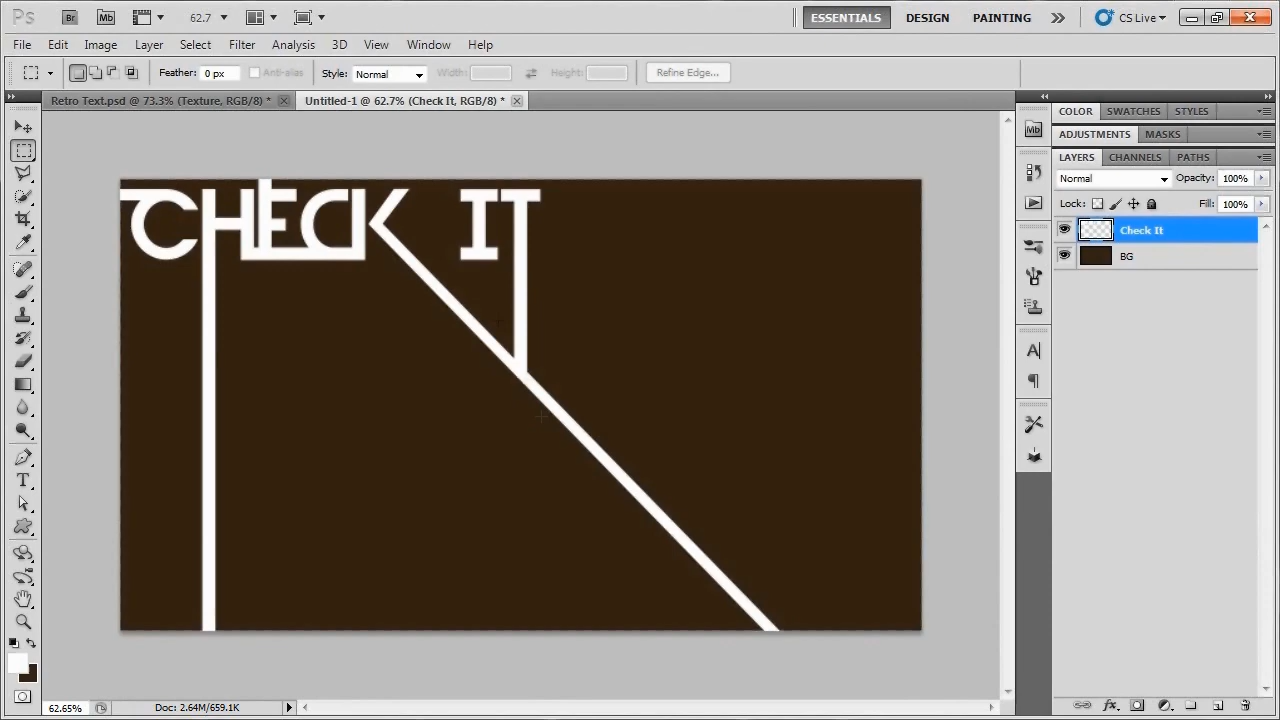 Ps Br Mb 62.7 ESSENTIALS DESIGN PAINTING CS Live
File Edit Image Layer Select Filter Analysis 3D View Window Help
Feather: 0 px Anti-alias Style: Normal Width: Height: Refine Edge...
Retro Text.psd @ 73.3% (Texture, RGB/8) * Untitled-1 @ 62.7% (Check It, RGB/8) *
COLOR SWATCHES STYLES
ADJUSTMENTS MASKS
LAYERS CHANNELS PATHS
Normal Opacity: 100%
Lock: Fill: 100%
Check It
BG
Mb
CHECK IT
62.65% Doc: 2.64M/659.1K